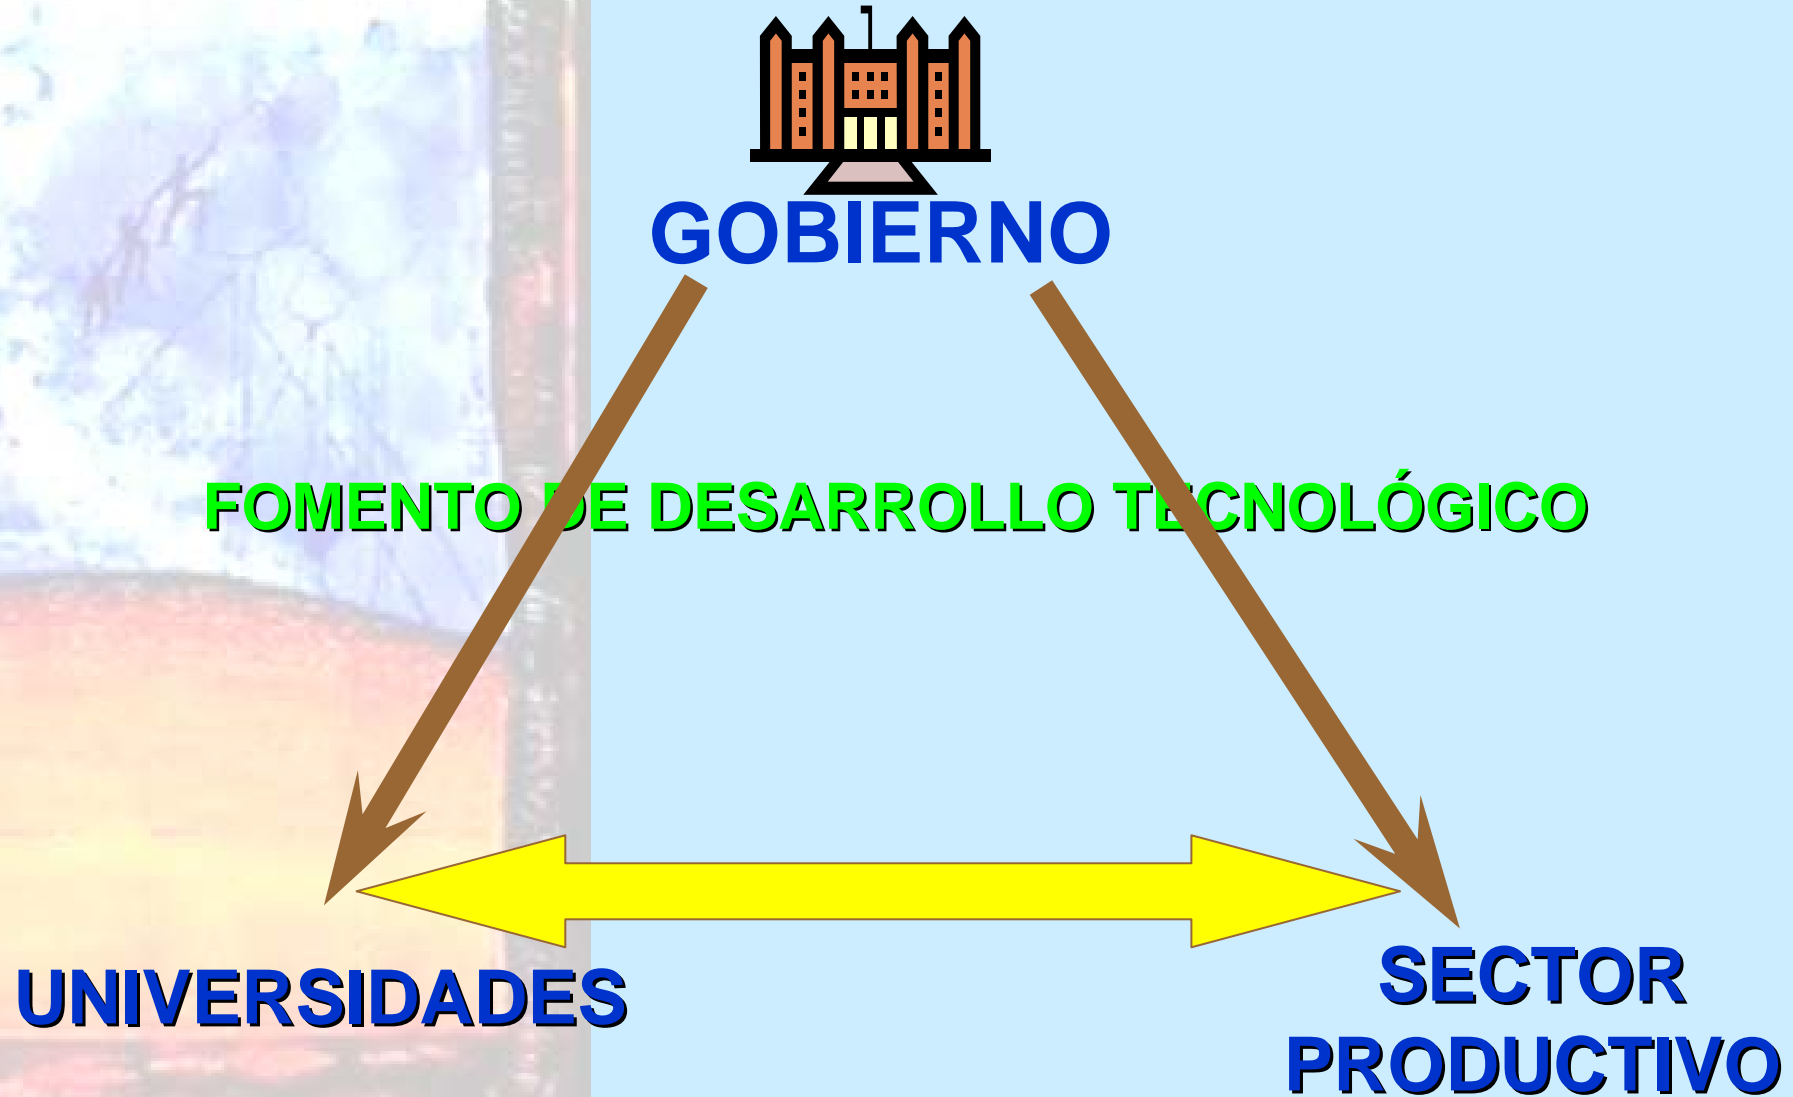 GOBIERNO
FOMENTO DE DESARROLLO TECNOLÓGICO
UNIVERSIDADES
SECTOR
PRODUCTIVO